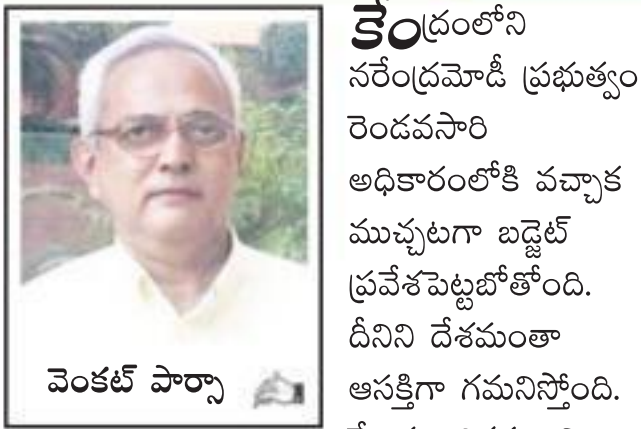 వెంకట్ పార్సా
కేంద్రంలోని
నరేంద్రమోడీ ప్రభుత్వం
రెండవసారి
అధికారంలోకి వచ్చాక
ముచ్చటగా బడ్జెట్
ప్రవేశపెట్టబోతోంది.
దీనిని దేశమంతా
ఆసక్తిగా గమనిస్తోంది.